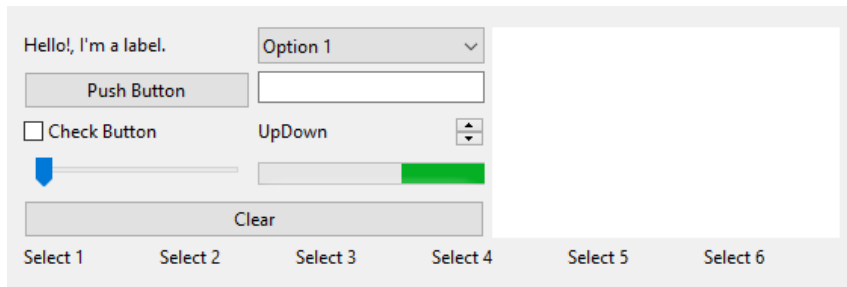 Hello!, I'm a label.
Option 1
Push Button
Check Button
UpDown
Clear
Select 1 Select 2 Select 3 Select 4 Select 5 Select 6